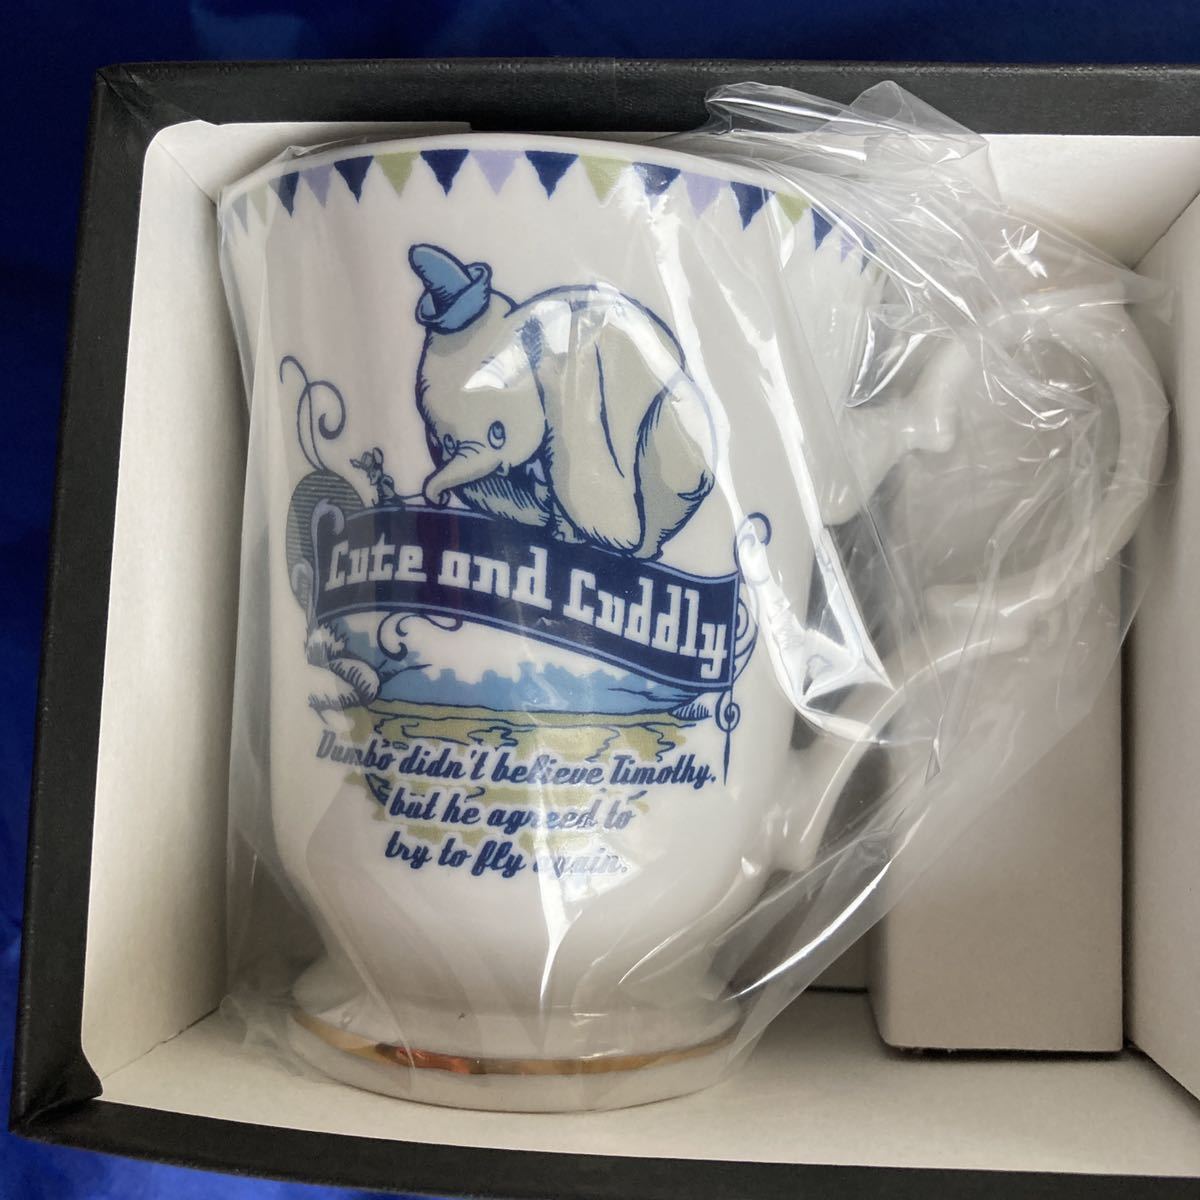 Cute and Cuddly
Dumbo didn't believe Timothy,
but he agreed to
try to fly again.